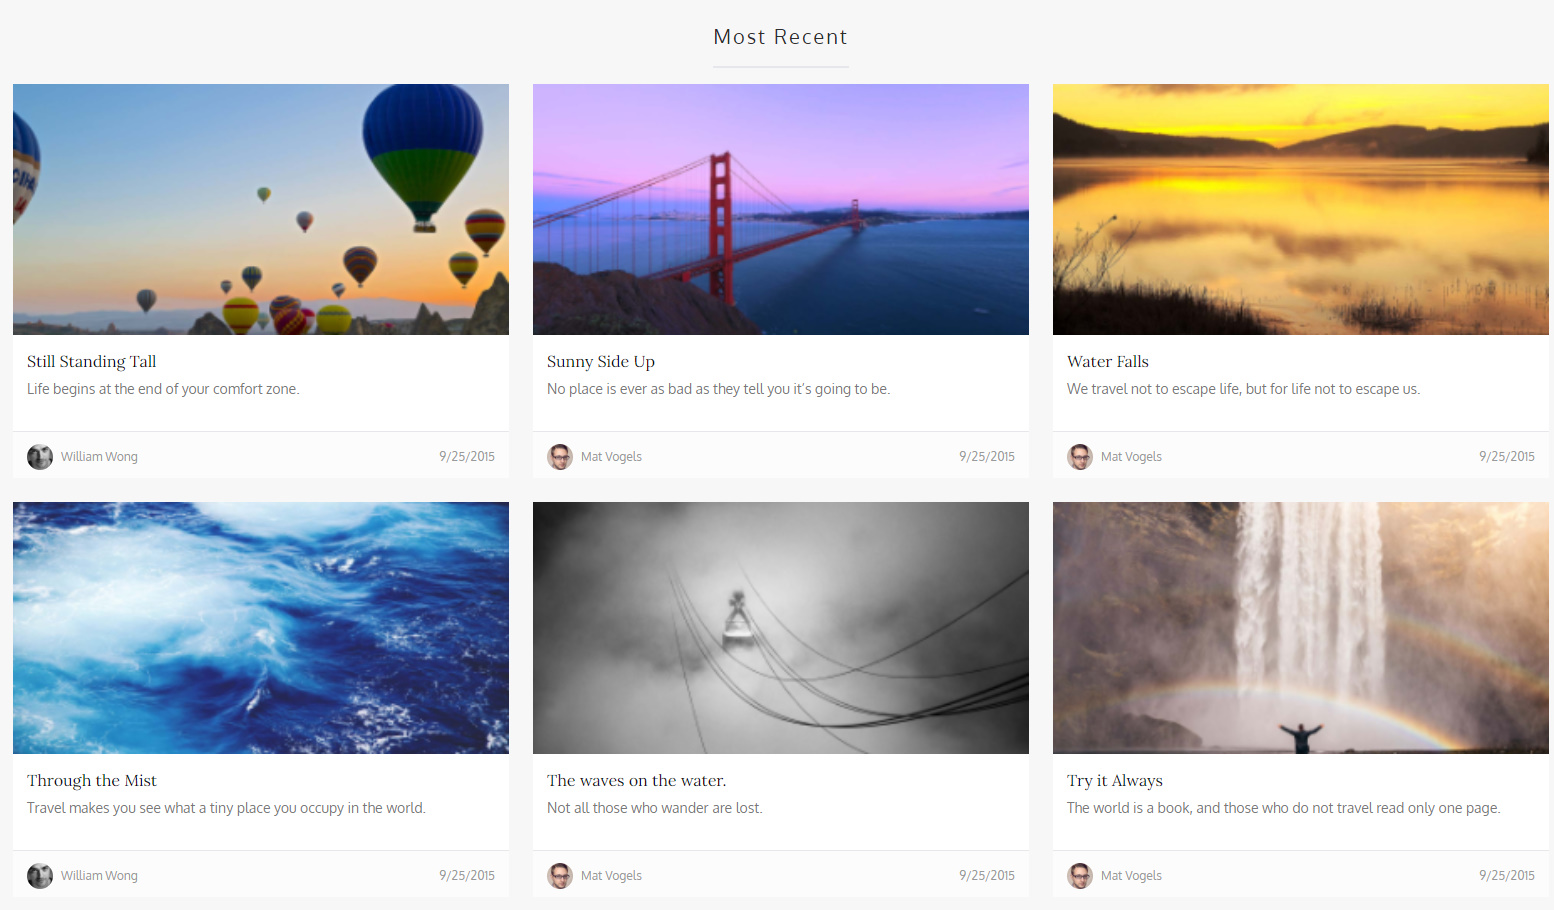 Most Recent
Still Standing Tall
Life begins at the end of your comfort zone.
William Wong 9/25/2015
Sunny Side Up
No place is ever as bad as they tell you it’s going to be.
Mat Vogels 9/25/2015
Water Falls
We travel not to escape life, but for life not to escape us.
Mat Vogels 9/25/2015
Through the Mist
Travel makes you see what a tiny place you occupy in the world.
William Wong 9/25/2015
The waves on the water.
Not all those who wander are lost.
Mat Vogels 9/25/2015
Try it Always
The world is a book, and those who do not travel read only one page.
Mat Vogels 9/25/2015